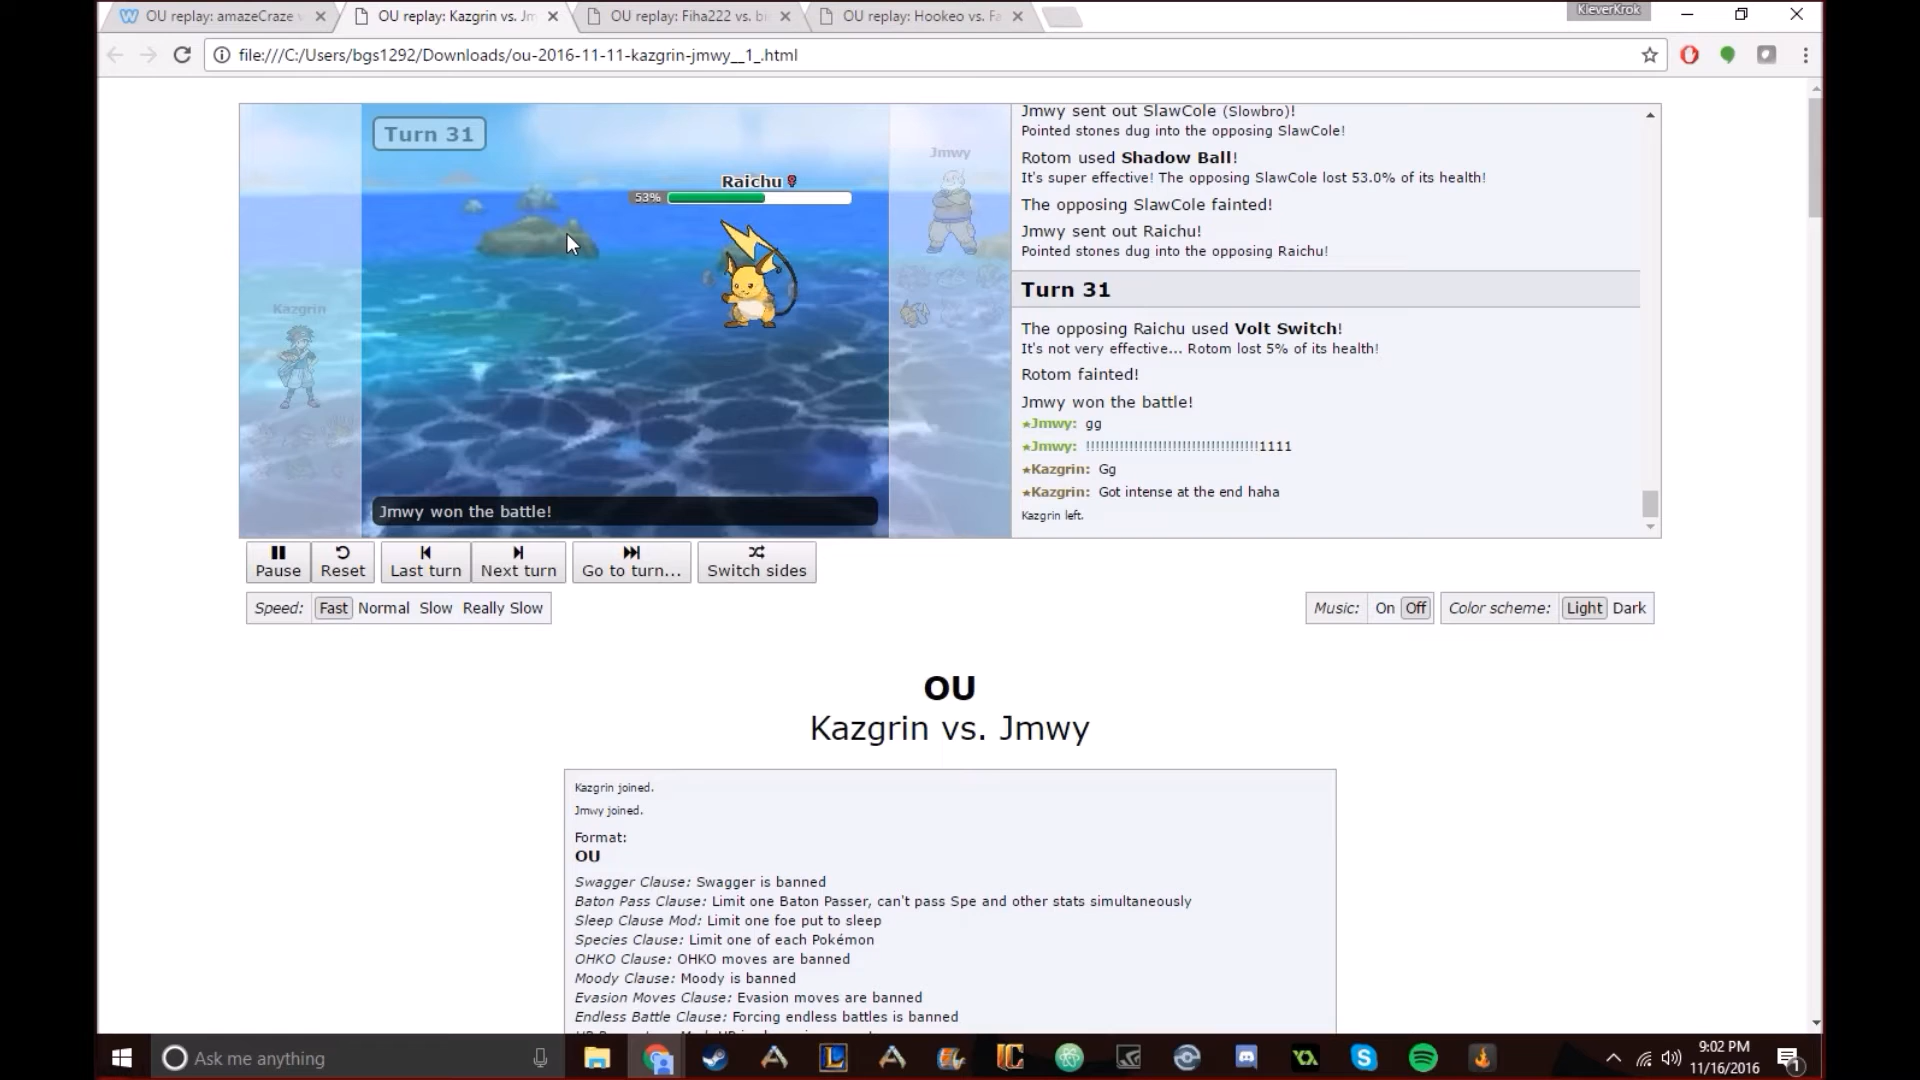 OU replay: amazeCraze v
OU replay: Kazgrin vs. Jm
OU replay: Fiha222 vs. b
OU replay: Hookeo vs. Fa
KleverKrok
file:///C:/Users/bgs1292/Downloads/ou-2016-11-11-kazgrin-jmwy__1_.html
Turn 31
Raichu
53%
Jmwy
Kazgrin
Jmwy won the battle!
Jmwy sent out SlawCole (Slowbro)!
Pointed stones dug into the opposing SlawCole!
Rotom used Shadow Ball!
It's super effective! The opposing SlawCole lost 53.0% of its health!
The opposing SlawCole fainted!
Jmwy sent out Raichu!
Pointed stones dug into the opposing Raichu!
Turn 31
The opposing Raichu used Volt Switch!
It's not very effective... Rotom lost 5% of its health!
Rotom fainted!
Jmwy won the battle!
★Jmwy: gg
★Jmwy: !!!!!!!!!!!!!!!!!!!!!!!!!!!!!!!!!!!!1111
★Kazgrin: Gg
★Kazgrin: Got intense at the end haha
Kazgrin left.
Pause Reset Last turn Next turn Go to turn... Switch sides
Speed: Fast Normal Slow Really Slow
Music: On Off
Color scheme: Light Dark
OU
Kazgrin vs. Jmwy
Kazgrin joined.
Jmwy joined.
Format:
OU
Swagger Clause: Swagger is banned
Baton Pass Clause: Limit one Baton Passer, can't pass Spe and other stats simultaneously
Sleep Clause Mod: Limit one foe put to sleep
Species Clause: Limit one of each Pokémon
OHKO Clause: OHKO moves are banned
Moody Clause: Moody is banned
Evasion Moves Clause: Evasion moves are banned
Endless Battle Clause: Forcing endless battles is banned
Ask me anything
9:02 PM
11/16/2016
1